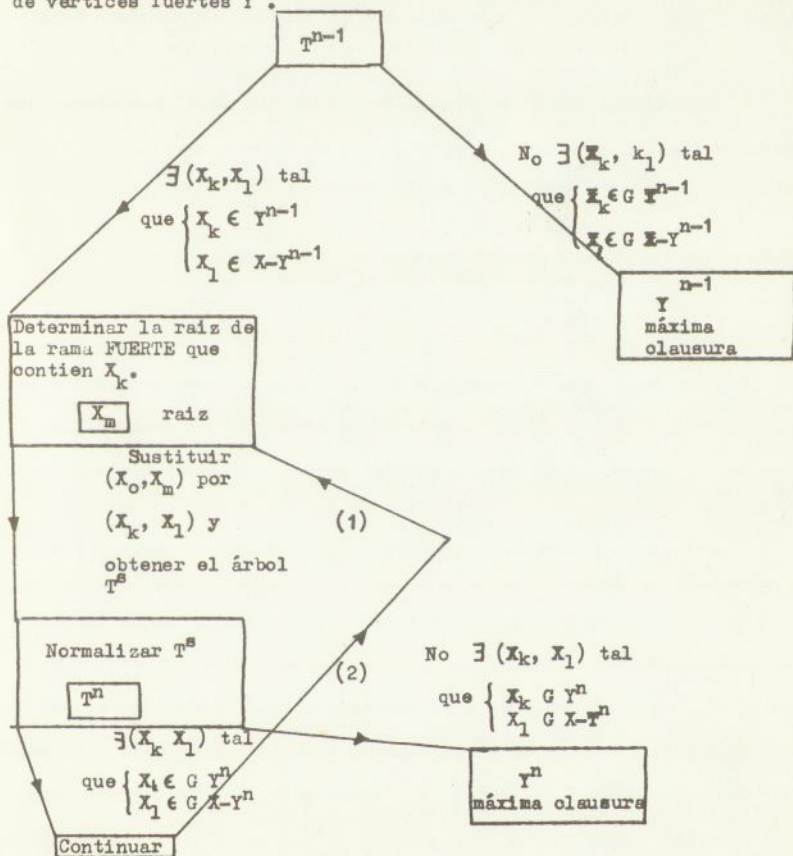 de vértices fuertes Y .
T^n-1
∃(X_k,X_l) tal
que { X_k ∈ Y^n-1
X_l ∈ X-Y^n-1
No ∃(X_k, k_l) tal
que { X_k ∈ G Y^n-1
X_l ∈ G X-Y^n-1
Y^n-1
máxima
clausura
Determinar la raiz de
la rama FUERTE que
contien X_k.
X_m raiz
Sustituir
(X_o,X_m) por
(X_k, X_l) y
obtener el árbol
T^s
(1)
Normalizar T^s
T^n
(2)
No ∃ (X_k, X_l) tal
que { X_k G Y^n
X_l G X-Y^n
∃(X_k X_l) tal
que { X_k ∈ G Y^n
X_l ∈ G X-Y^n
Y^n
máxima clausura
Continuar